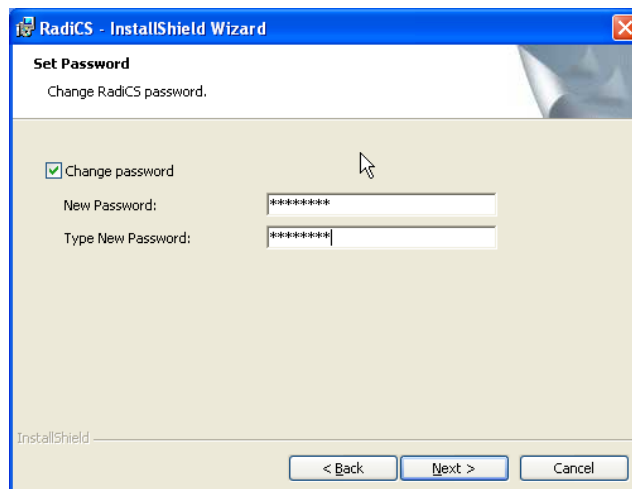 RadiCS - InstallShield Wizard
Set Password
Change RadiCS password.
Change password
New Password: ********
Type New Password: ********
InstallShield
< Back Next > Cancel